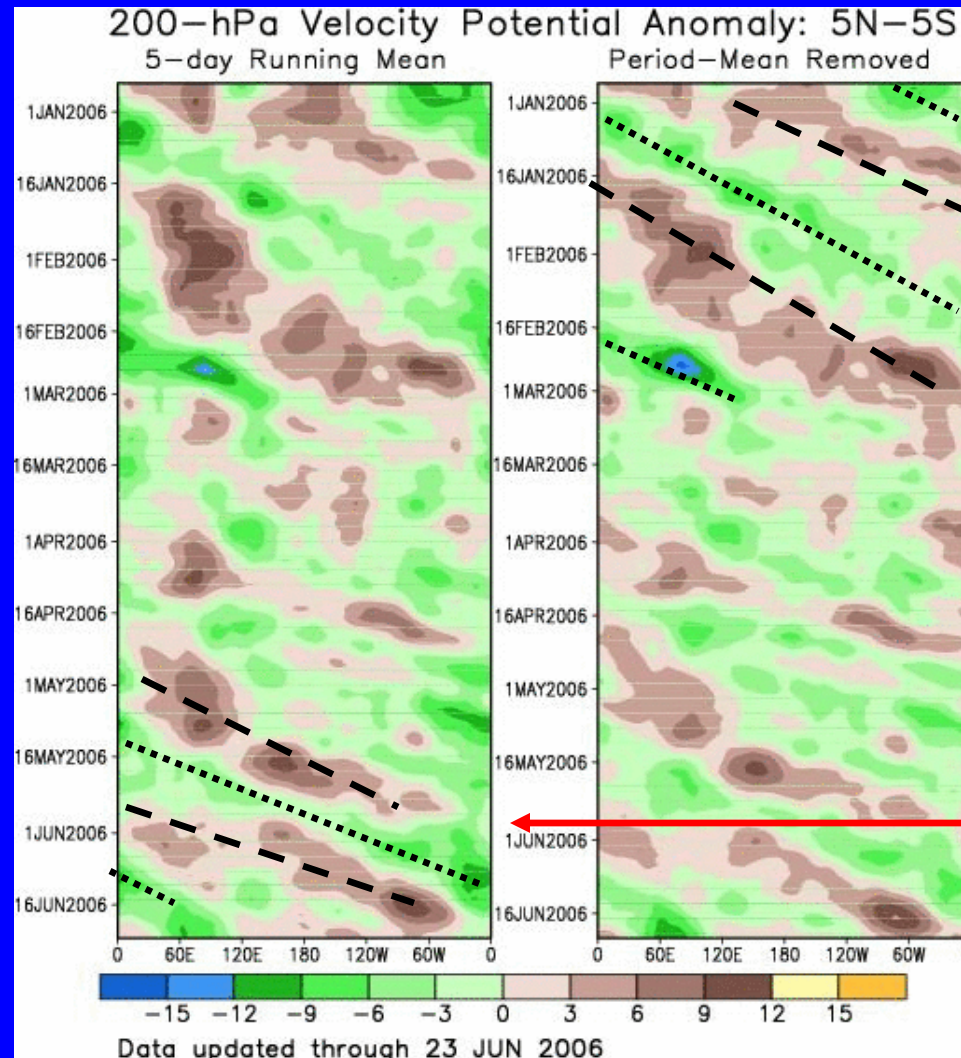 200-hPa Velocity Potential Anomaly: 5N-5S
5-day Running Mean
Period-Mean Removed
1JAN2006
16JAN2006
1FEB2006
16FEB2006
1MAR2006
16MAR2006
1APR2006
16APR2006
1MAY2006
16MAY2006
1JUN2006
16JUN2006
0 60E 120E 180 120W 60W 0
1JAN2006
16JAN2006
1FEB2006
16FEB2006
1MAR2006
16MAR2006
1APR2006
16APR2006
1MAY2006
16MAY2006
1JUN2006
16JUN2006
0 60E 120E 180 120W 60W
-15 -12 -9 -6 -3 0 3 6 9 12 15
Data updated through 23 JUN 2006